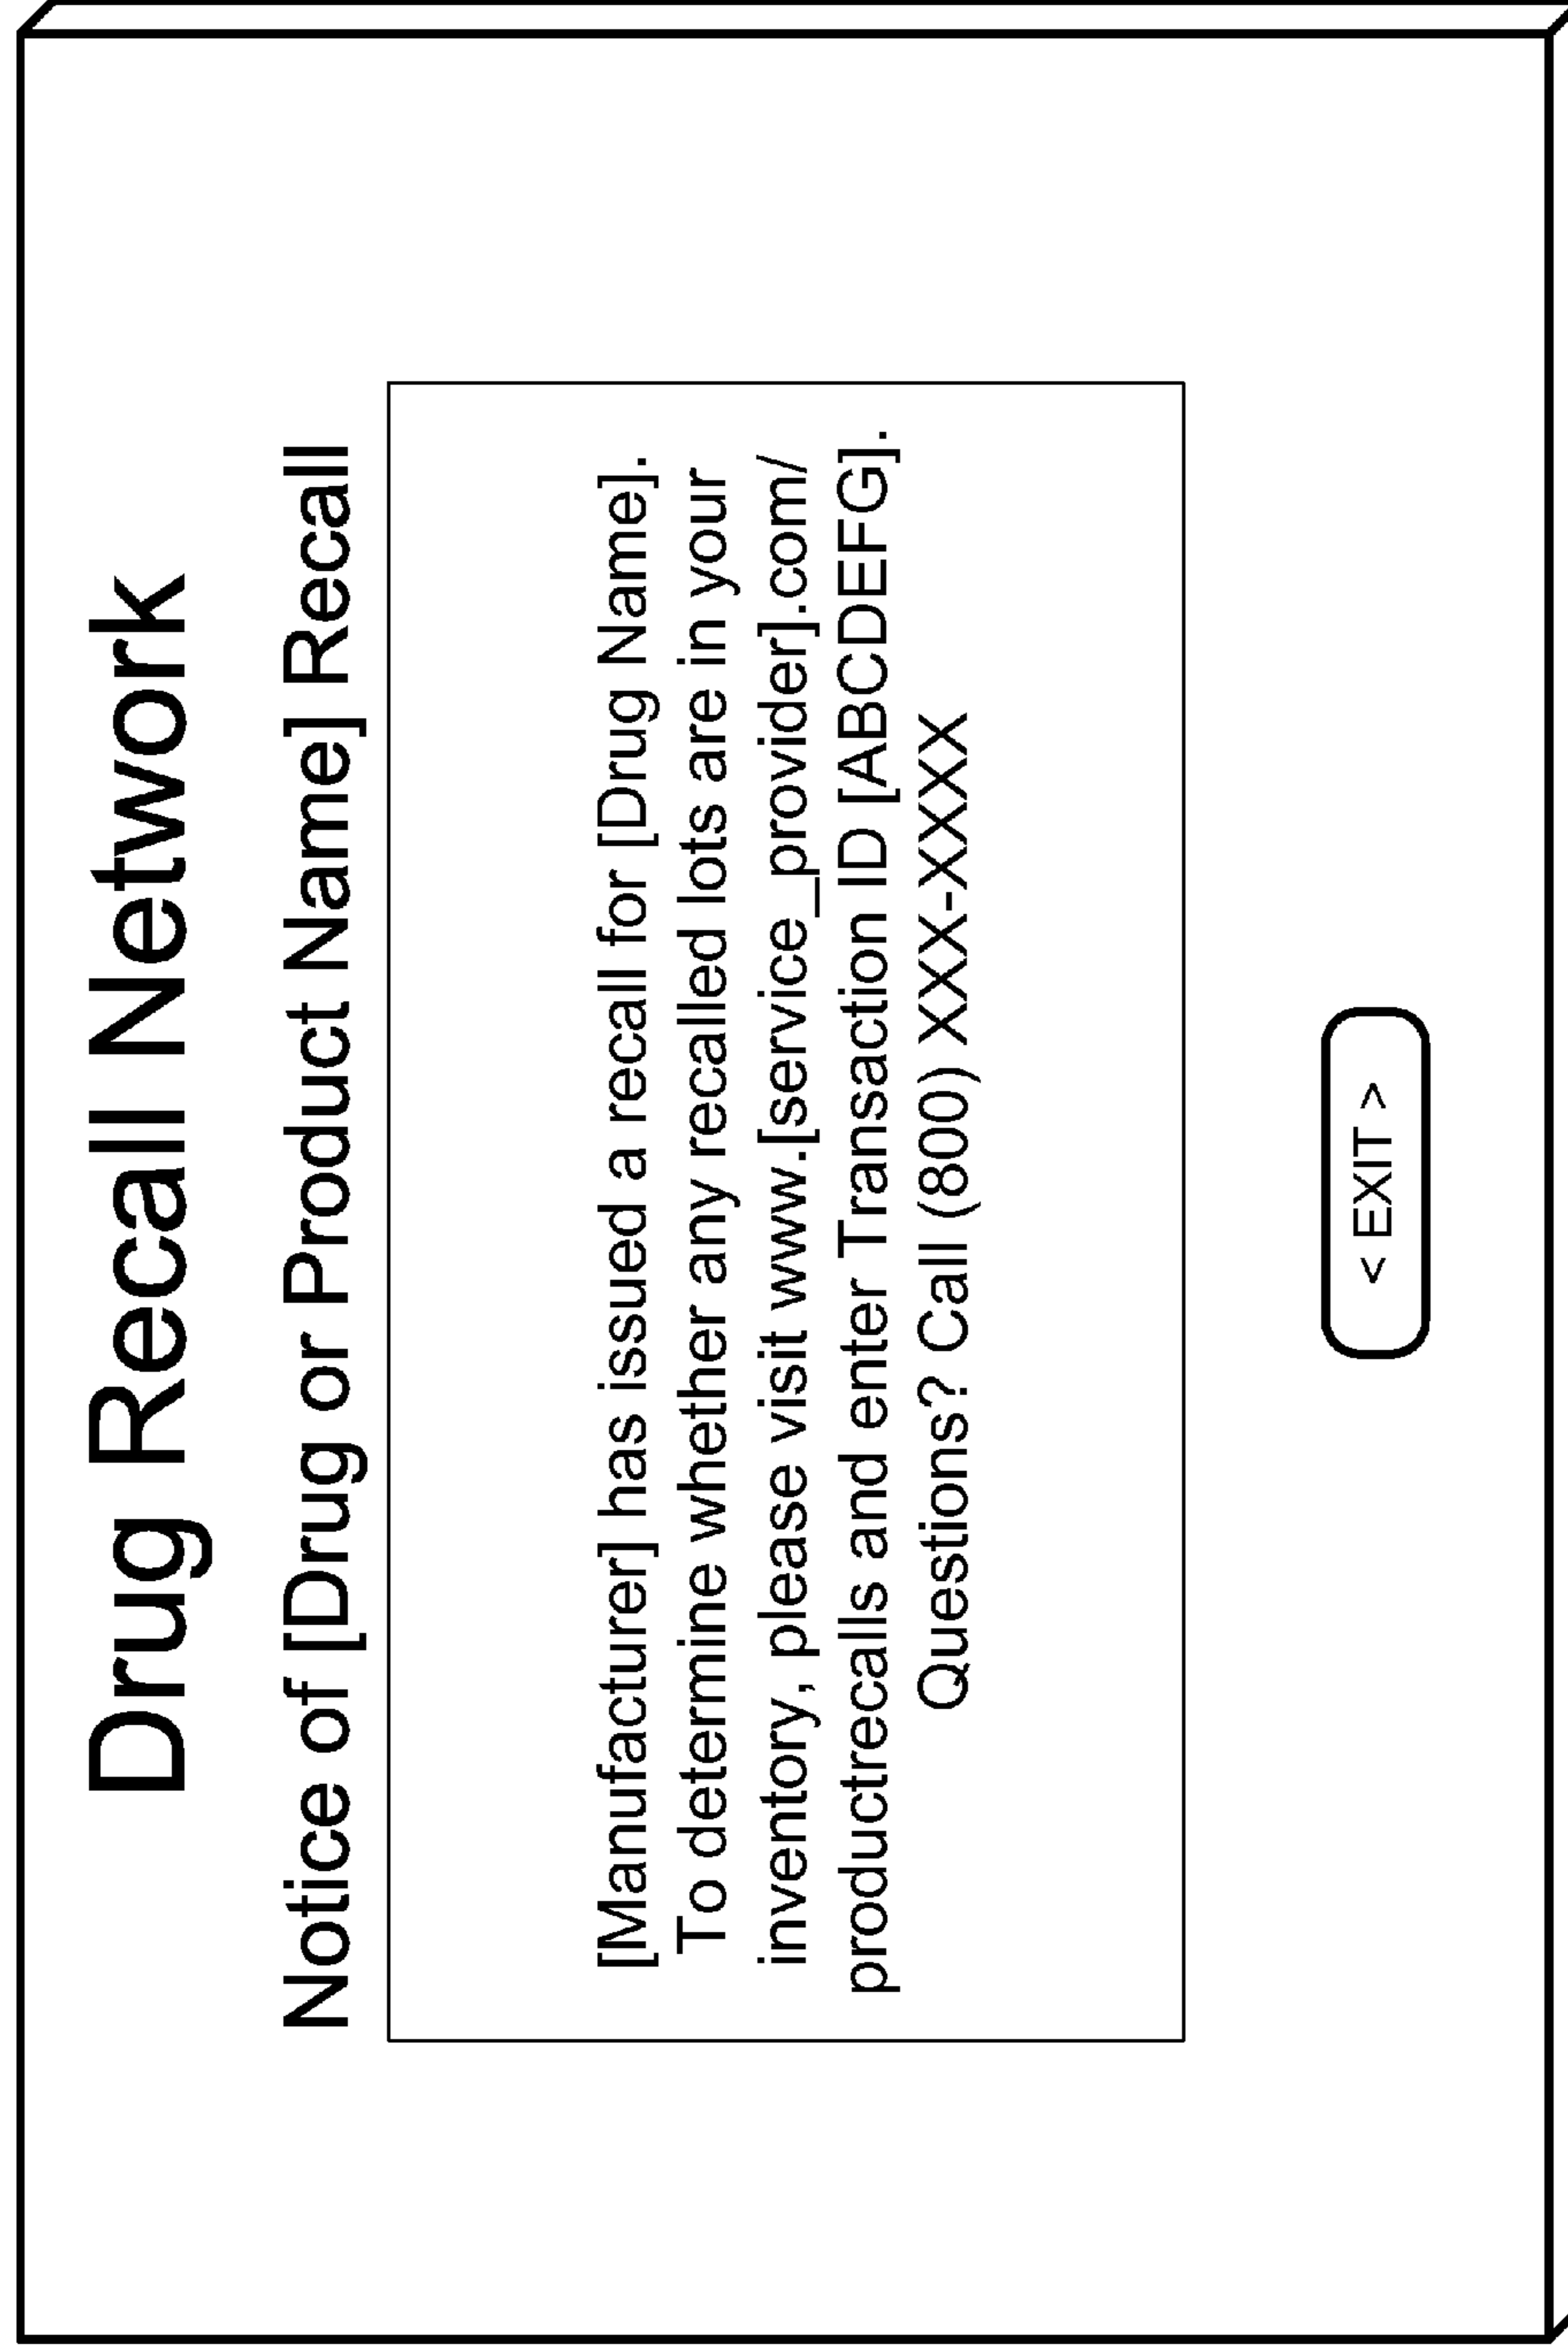 Drug Recall Network
Notice of [Drug or Product Name] Recall
[Manufacturer] has issued a recall for [Drug Name].
To determine whether any recalled lots are in your
inventory, please visit www.[service_provider].com/
productrecalls and enter Transaction ID [ABCDEFG].
Questions? Call (800) XXX-XXXX
< EXIT >